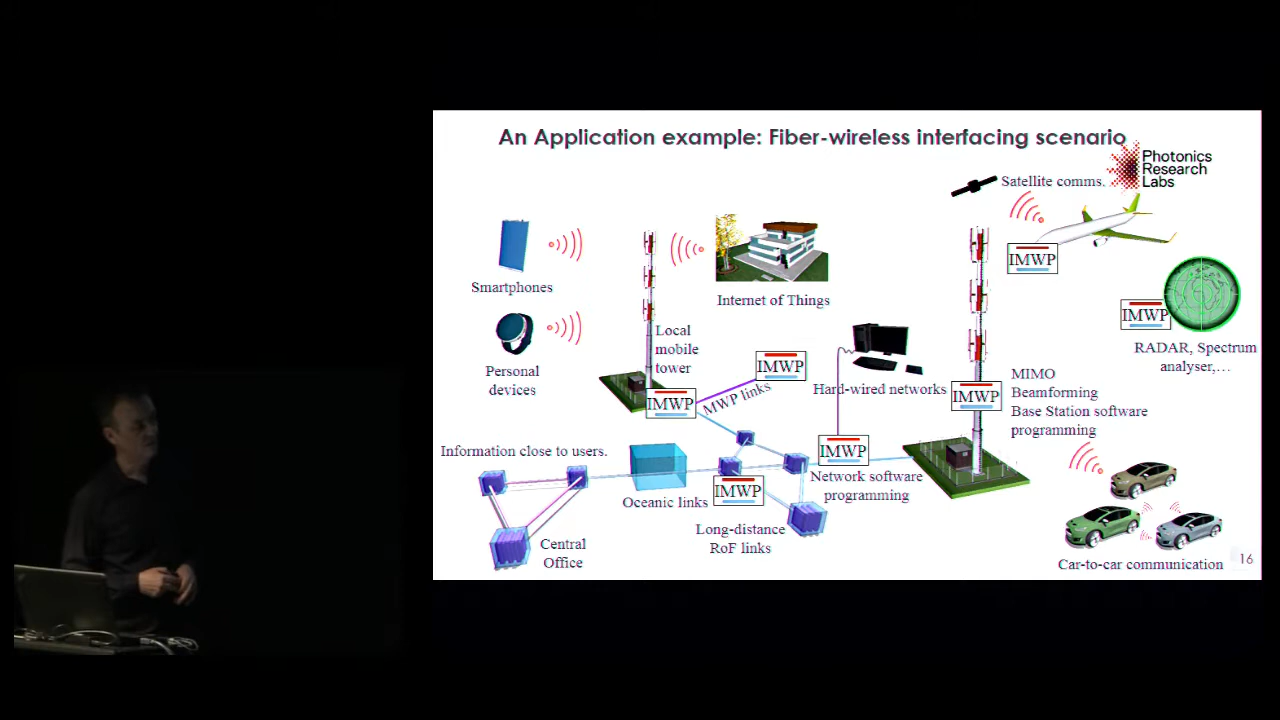 An Application example: Fiber-wireless interfacing scenario
Photonics
Research
Labs
Satellite comms.
IMWP
Smartphones
Internet of Things
IMWP
RADAR, Spectrum
analyser,...
Personal
devices
Local
mobile
tower
IMWP
MWP links
IMWP
Hard-wired networks
IMWP
MIMO
Beamforming
Base Station software
programming
Information close to users.
Oceanic links
IMWP
IMWP
Network software
programming
Long-distance
RoF links
Central
Office
Car-to-car communication
16